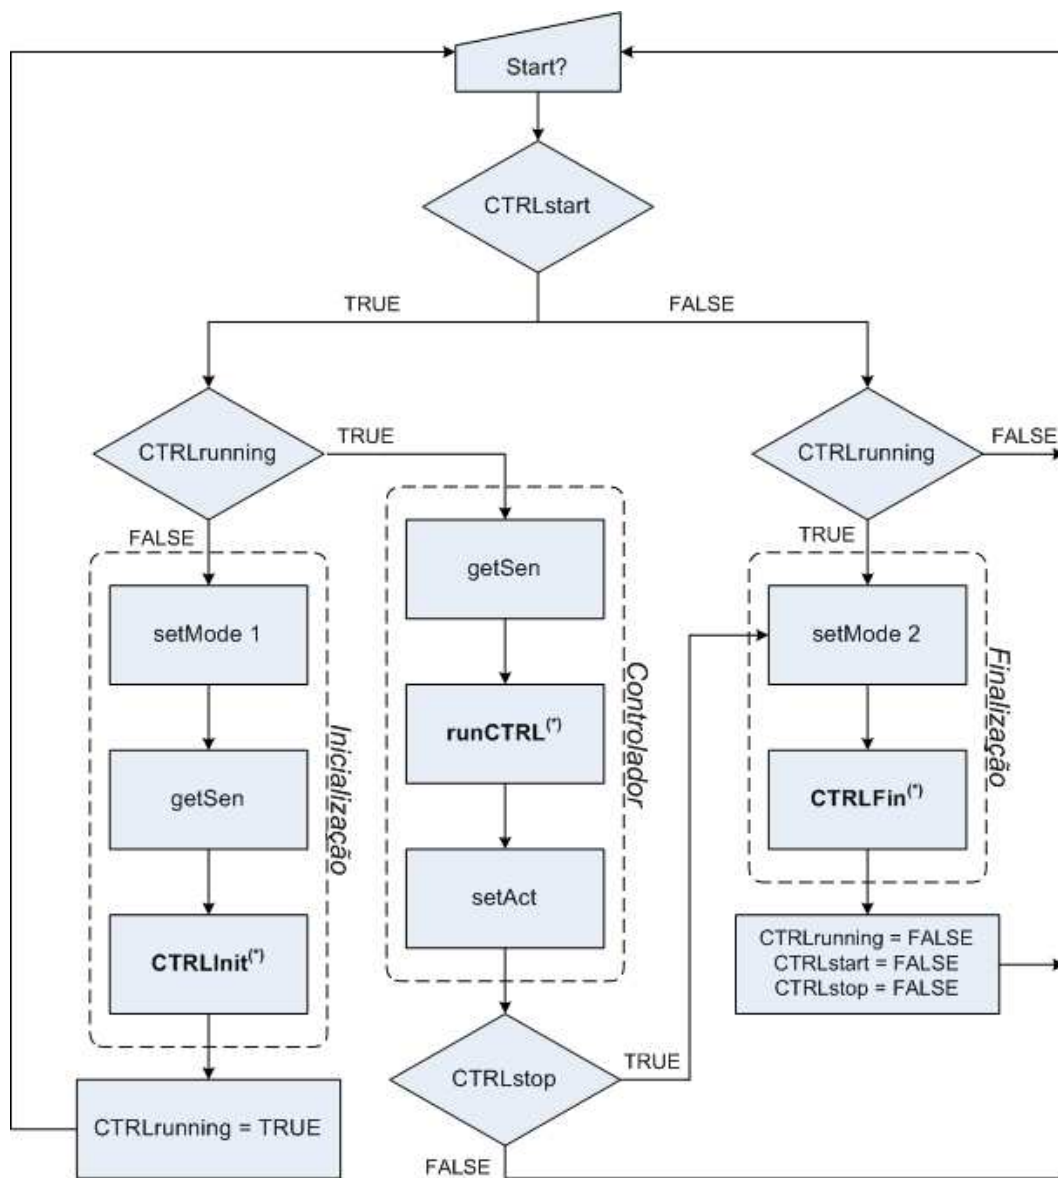 Start?
CTRLstart
TRUE
FALSE
CTRLrunning
TRUE
CTRLrunning
FALSE
FALSE
TRUE
setMode 1
getSen
CTRLInit(*)
Inicialização
CTRLrunning = TRUE
getSen
runCTRL(*)
setAct
Controlador
CTRLstop
TRUE
FALSE
setMode 2
CTRLFin(*)
Finalização
CTRLrunning = FALSE
CTRLstart = FALSE
CTRLstop = FALSE